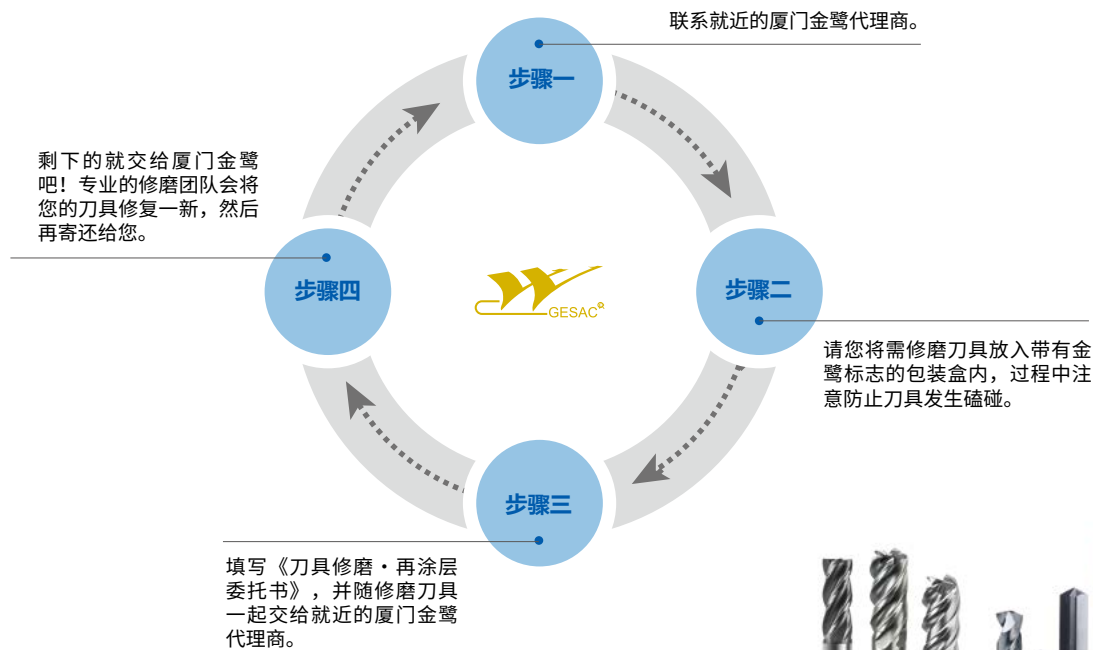 联系就近的厦门金鹭代理商。
步骤一
剩下的就交给厦门金鹭
吧！专业的修磨团队会将
您的刀具修复一新，然后
再寄还给您。
步骤四
GESAC®
步骤二
请您将需修磨刀具放入带有金
鹭标志的包装盒内，过程中注
意防止刀具发生磕碰。
步骤三
填写《刀具修磨·再涂层
委托书》，并随修磨刀具
一起交给就近的厦门金鹭
代理商。